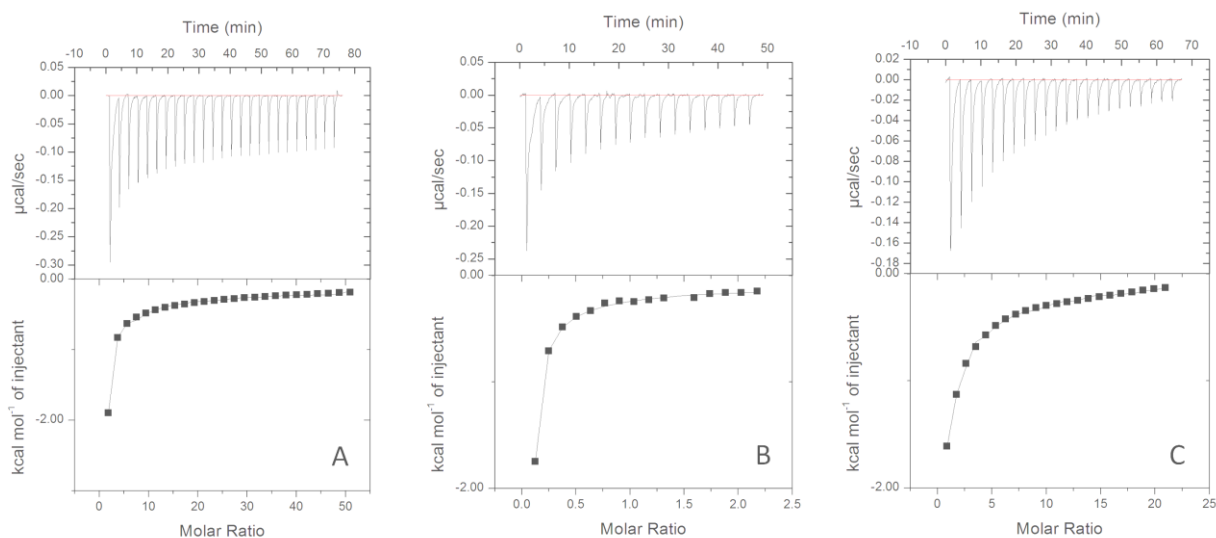 Time (min)
-10 0 10 20 30 40 50 60 70 80
0.05
0.00
-0.05
-0.10
-0.15
-0.20
-0.25
-0.30
µcal/sec
0.00
-2.00
kcal mol-1 of injectant
A
0 10 20 30 40 50
Molar Ratio
Time (min)
0 10 20 30 40 50
0.05
0.00
-0.05
-0.10
-0.15
-0.20
-0.25
µcal/sec
0.00
-2.00
kcal mol-1 of injectant
B
0.0 0.5 1.0 1.5 2.0 2.5
Molar Ratio
Time (min)
-10 0 10 20 30 40 50 60 70
0.02
0.00
-0.02
-0.04
-0.06
-0.08
-0.10
-0.12
-0.14
-0.16
-0.18
µcal/sec
0.00
-2.00
kcal mol-1 of injectant
C
0 5 10 15 20 25
Molar Ratio